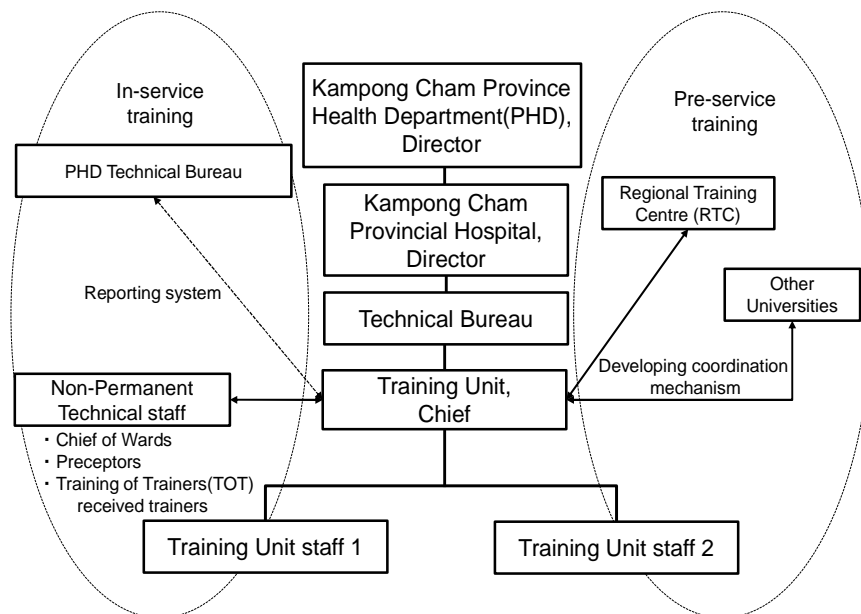 In-service
training
PHD Technical Bureau
Reporting system
Non-Permanent
Technical staff
・ Chief of Wards
・ Preceptors
・ Training of Trainers(TOT)
received trainers
Kampong Cham Province
Health Department(PHD),
Director
Kampong Cham
Provincial Hospital,
Director
Technical Bureau
Training Unit,
Chief
Training Unit staff 1
Training Unit staff 2
Pre-service
training
Regional Training
Centre (RTC)
Other
Universities
Developing coordination
mechanism